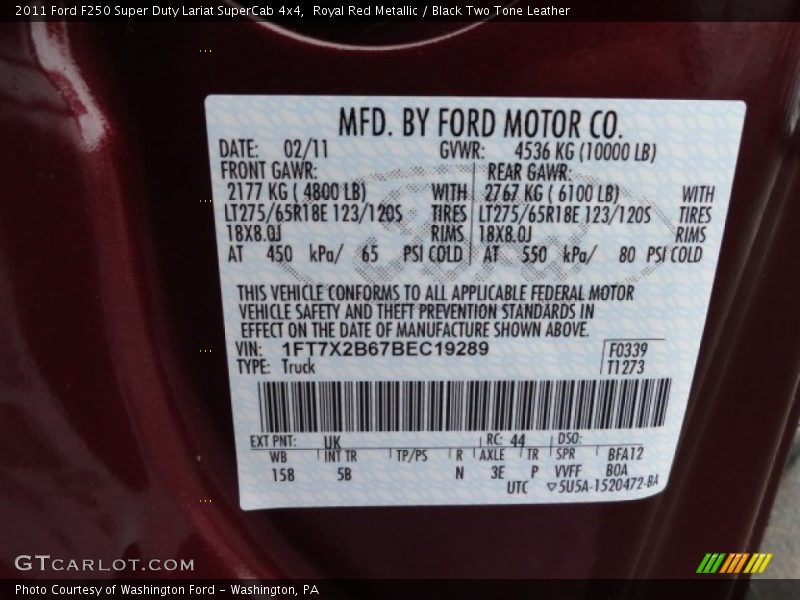 2011 Ford F250 Super Duty Lariat SuperCab 4x4,  Royal Red Metallic / Black Two Tone Leather
MFD. BY FORD MOTOR CO.
DATE: 02/11 GVWR: 4536 KG (10000 LB)
FRONT GAWR: REAR GAWR:
2177 KG ( 4800 LB) WITH 2767 KG ( 6100 LB) WITH
LT275/65R18E 123/120S TIRES LT275/65R18E 123/120S TIRES
18X8.0J RIMS 18X8.0J RIMS
AT 450 kPa/ 65 PSI COLD AT 550 kPa/ 80 PSI COLD
THIS VEHICLE CONFORMS TO ALL APPLICABLE FEDERAL MOTOR
VEHICLE SAFETY AND THEFT PREVENTION STANDARDS IN
EFFECT ON THE DATE OF MANUFACTURE SHOWN ABOVE.
VIN: 1FT7X2B67BEC19289 F0339
TYPE: Truck T1273
EXT PNT: UK RC: 44 DSO:
WB INT TR TP/PS R AXLE TR SPR BFA12
15B 5B N 3E P VVFF BOA
UTC ▽5U5A-1520472-BA
GTCARLOT.COM
Photo Courtesy of Washington Ford - Washington, PA